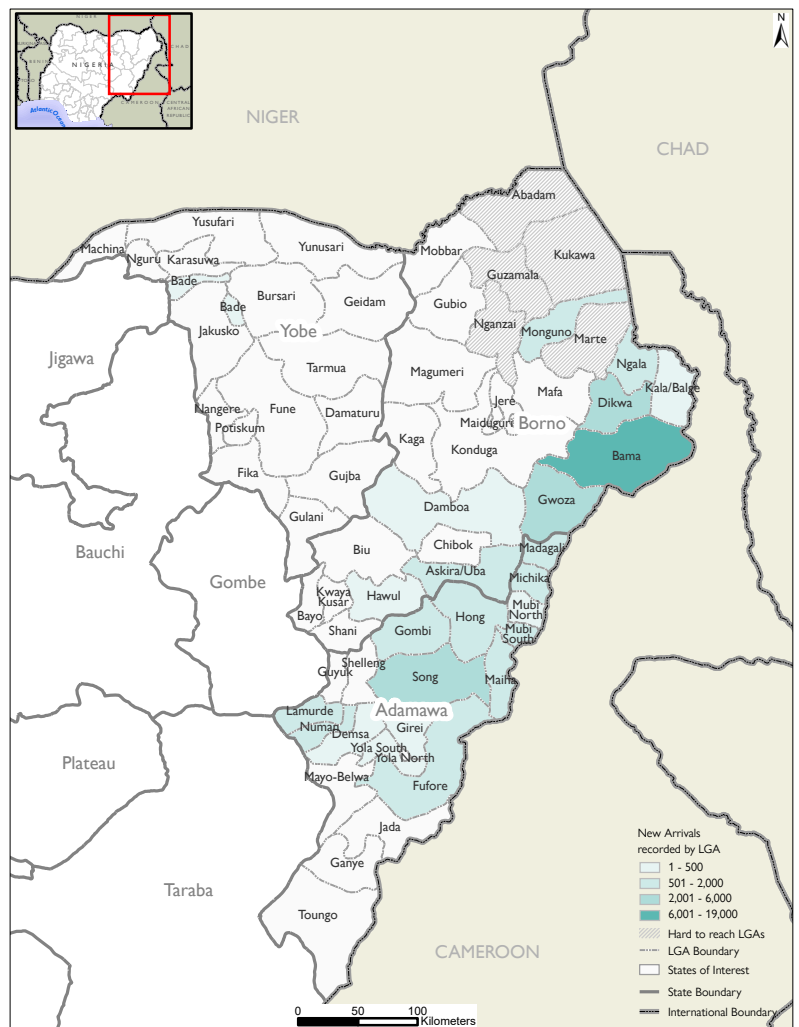 NIGER
NIGERIA
CHAD
CAMEROON
CENTRAL
AFRICAN
REPUBLIC
Atlantic Ocean
N
NIGER
CHAD
Abadam
Yusufari
Machina
Yunusari
Mobbar
Kukawa
Nguru
Karasuwa
Guzamala
Bade
Bursari
Geidam
Gubio
Bade
Nganzai
Monguno
Jakusko
Yobe
Marte
Jigawa
Ngala
Tarmua
Magumeri
Kala/Balge
Mafa
Jere
Dikwa
Nangere
Fune
Damaturu
Maiduguri
Borno
Potiskum
Kaga
Konduga
Bama
Fika
Gujba
Gwoza
Damboa
Gulani
Chibok
Madagali
Bauchi
Biu
Askira/Uba
Michika
Gombe
Kwaya
Kusar
Hawul
Mubi
North
Bayo
Hong
Shani
Gombi
Mubi
South
Shelleng
Guyuk
Song
Maiha
Lamurde
Adamawa
Numan
Girei
Demsa
Yola South
Yola North
Plateau
Mayo-Belwa
Fufore
Jada
Ganye
Taraba
Toungo
CAMEROON
New Arrivals
recorded by LGA
1 - 500
501 - 2,000
2,001 - 6,000
6,001 - 19,000
Hard to reach LGAs
LGA Boundary
States of Interest
State Boundary
International Boundary
0 50 100
Kilometers